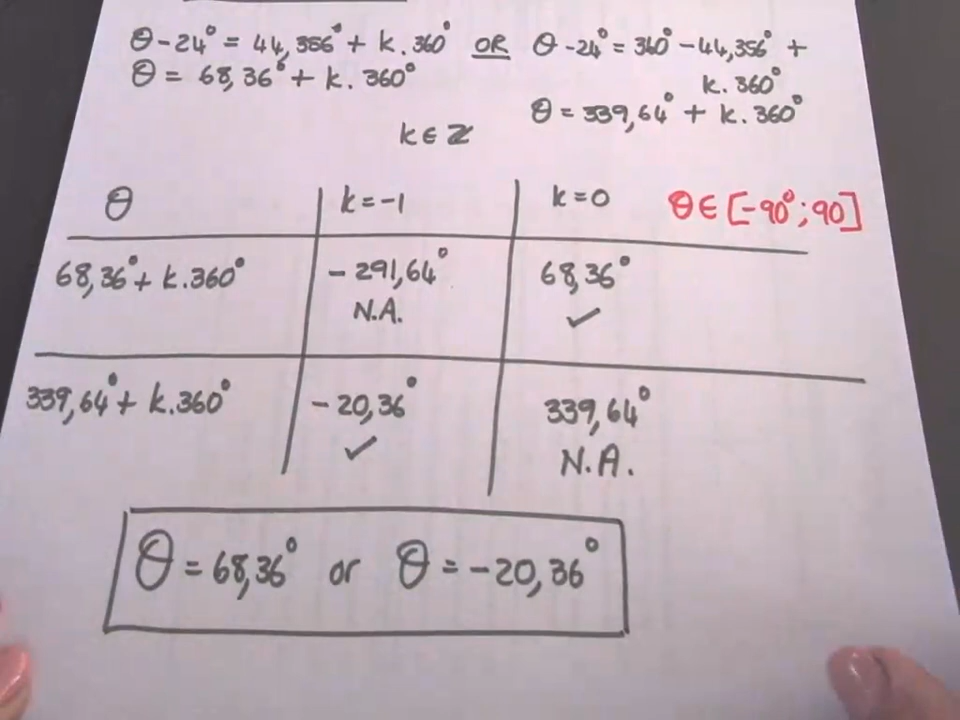 θ - 24° = 44,356° + k.360° OR θ - 24° = 360° - 44,356° +
k.360°
θ = 68,36° + k.360°
θ = 339,64° + k.360°
k ∈ ℤ
θ k = -1 k = 0 θ ∈ [-90°; 90]
68,36° + k.360° -291,64° 68,36°
N.A. ✓
339,64° + k.360° -20,36° 339,64°
✓ N.A.
θ = 68,36° or θ = -20,36°